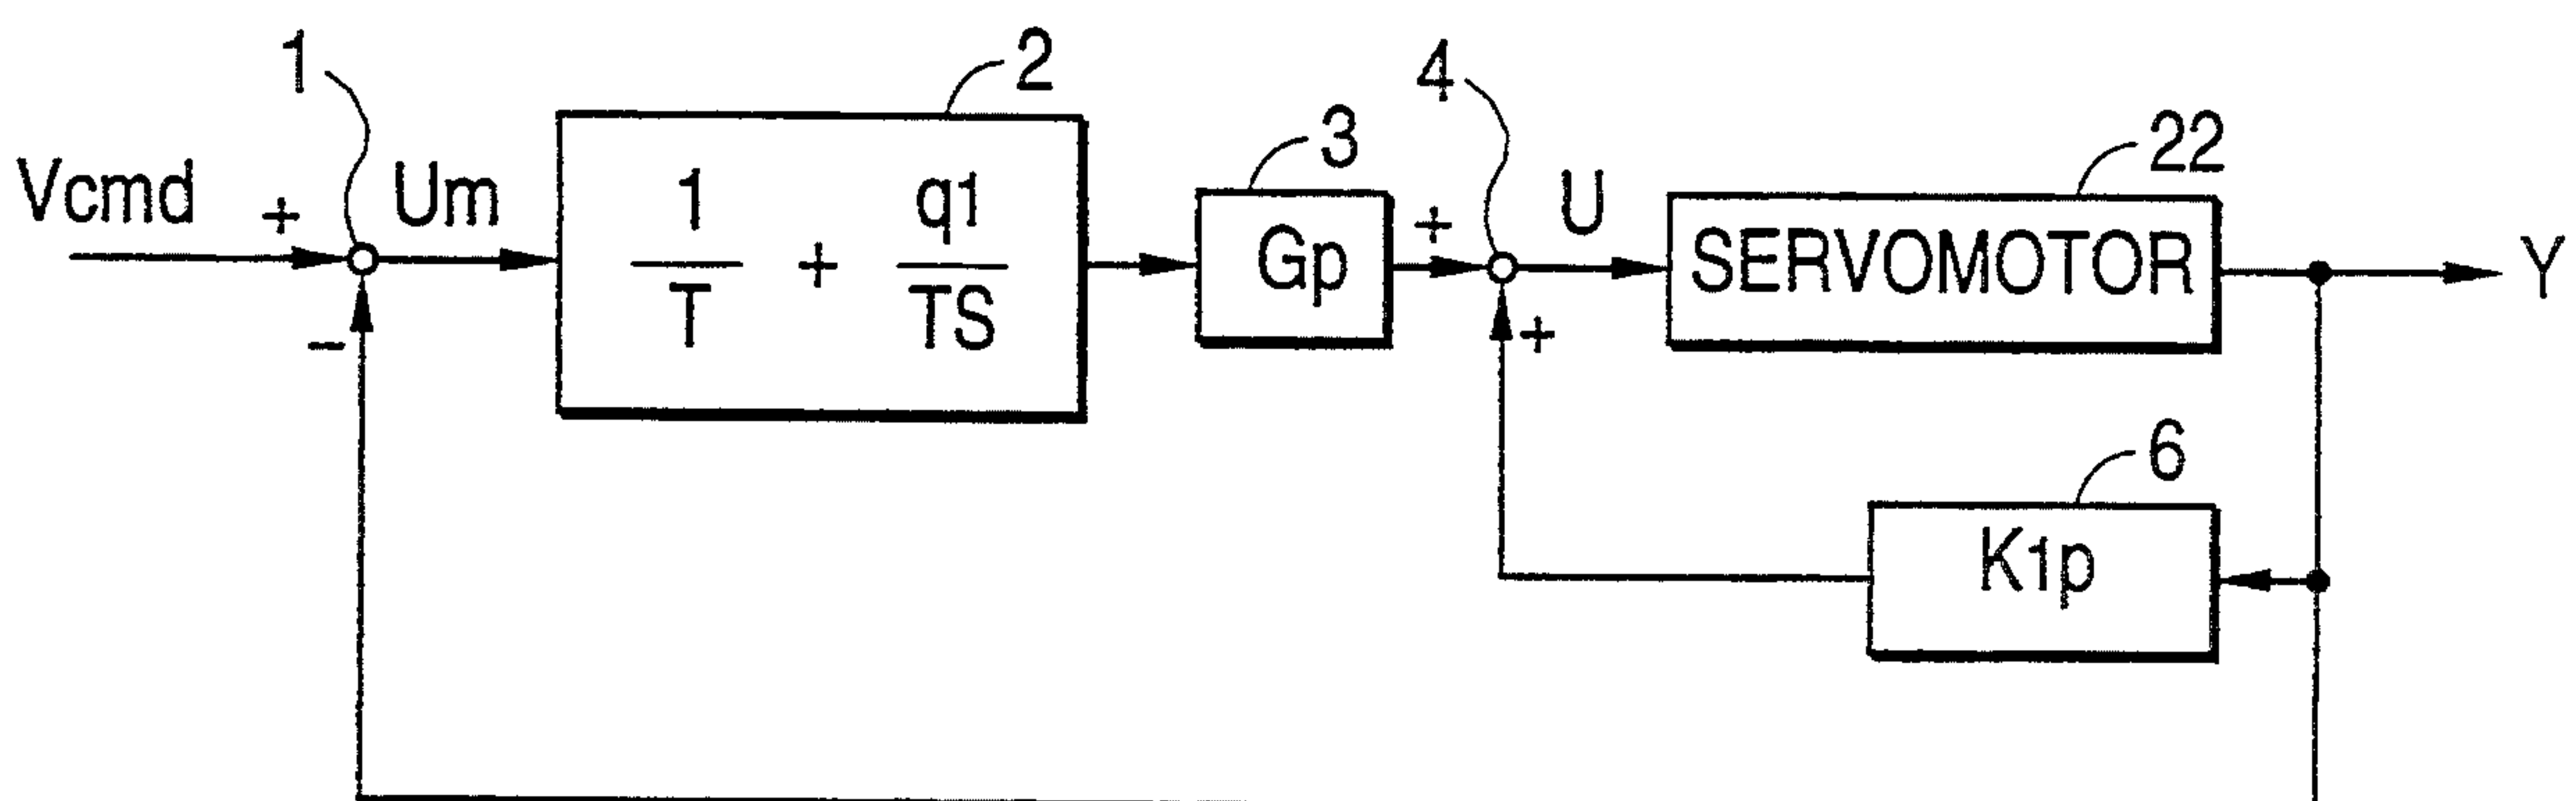 1
2
3
4
22
Vcmd
+
Um
1/T + q1/TS
Gp
+
U
SERVOMOTOR
Y
−
+
6
K1p